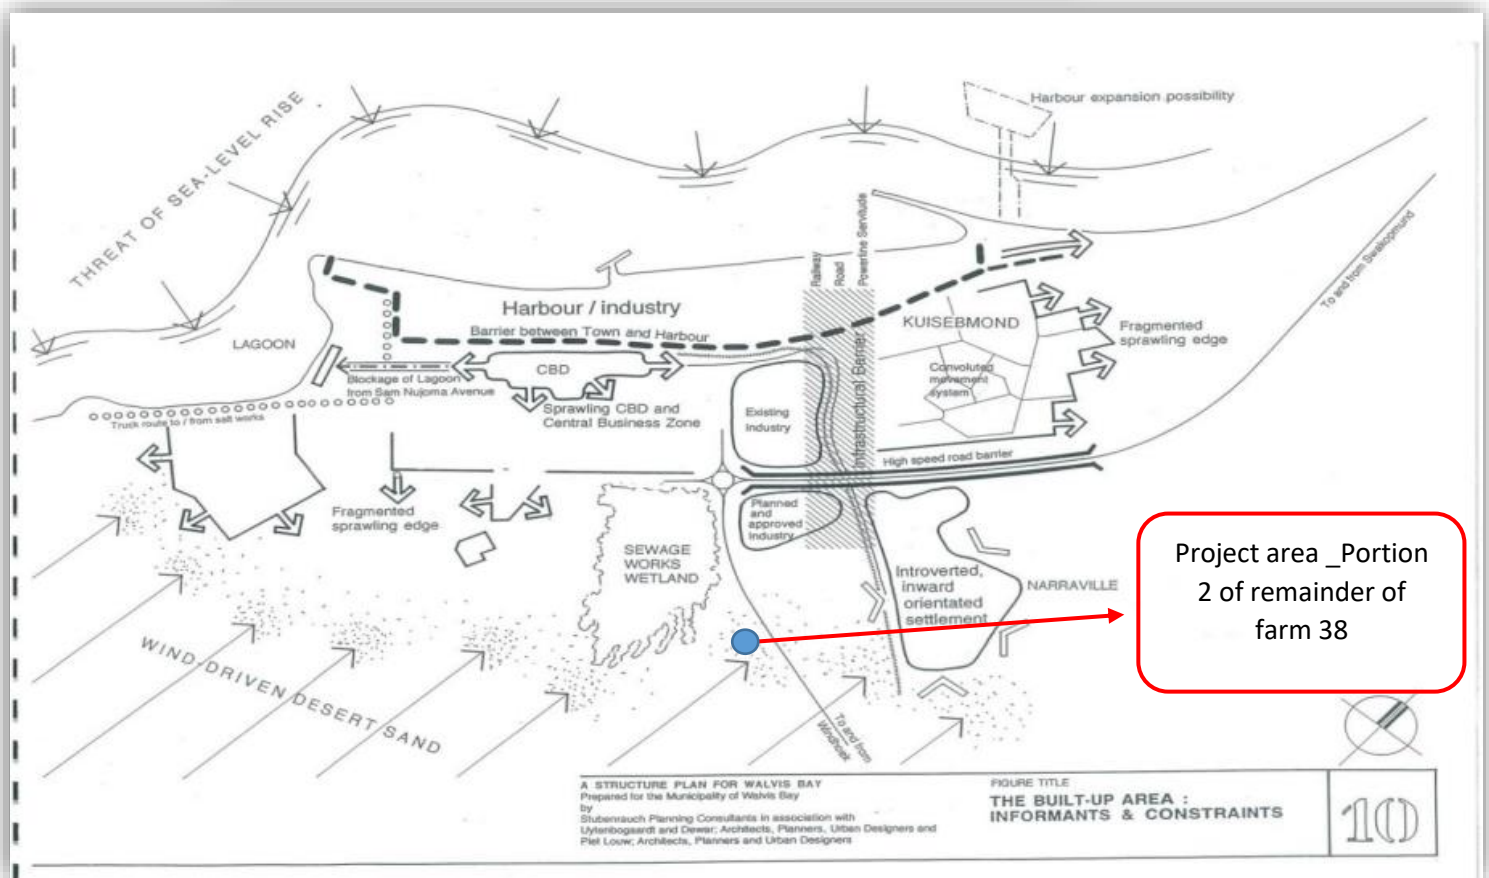 Harbour expansion possibility
THREAT OF SEA-LEVEL RISE
To and from Swakopmund
Railway
Road
Powerline Servitude
Harbour / industry
Barrier between Town and Harbour
KUISEBMOND
Fragmented
sprawling edge
LAGOON
CBD
Convoluted
movement
system
Blockage of Lagoon
from Sam Nujoma Avenue
Sprawling CBD and
Central Business Zone
Existing
Industry
Infrastructural Barrier
Truck route to / from salt works
High speed road barrier
Fragmented
sprawling edge
Planned
and
approved
Industry
SEWAGE
WORKS
WETLAND
Introverted,
inward
orientated
settlement
NARRAVILLE
Project area _Portion
2 of remainder of
farm 38
WIND-DRIVEN DESERT SAND
To and from
Windhoek
A STRUCTURE PLAN FOR WALVIS BAY
Prepared for the Municipality of Walvis Bay
by
Stubenrauch Planning Consultants in association with
Uytenbogaardt and Dewar; Architects, Planners, Urban Designers and
Piet Louw; Architects, Planners and Urban Designers
FIGURE TITLE
THE BUILT-UP AREA :
INFORMANTS & CONSTRAINTS
10